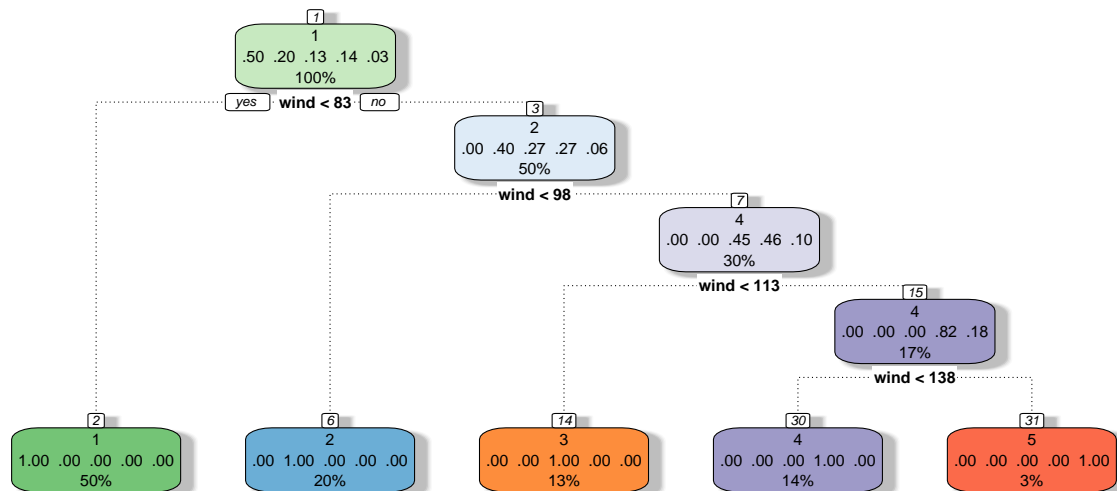 1
1
.50 .20 .13 .14 .03
100%
yes wind < 83 no
3
2
.00 .40 .27 .27 .06
50%
wind < 98
7
4
.00 .00 .45 .46 .10
30%
wind < 113
15
4
.00 .00 .00 .82 .18
17%
wind < 138
2
1
1.00 .00 .00 .00 .00
50%
6
2
.00 1.00 .00 .00 .00
20%
14
3
.00 .00 1.00 .00 .00
13%
30
4
.00 .00 .00 1.00 .00
14%
31
5
.00 .00 .00 .00 1.00
3%